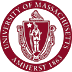 UNIVERSITY OF MASSACHUSETTS
AMHERST 1863